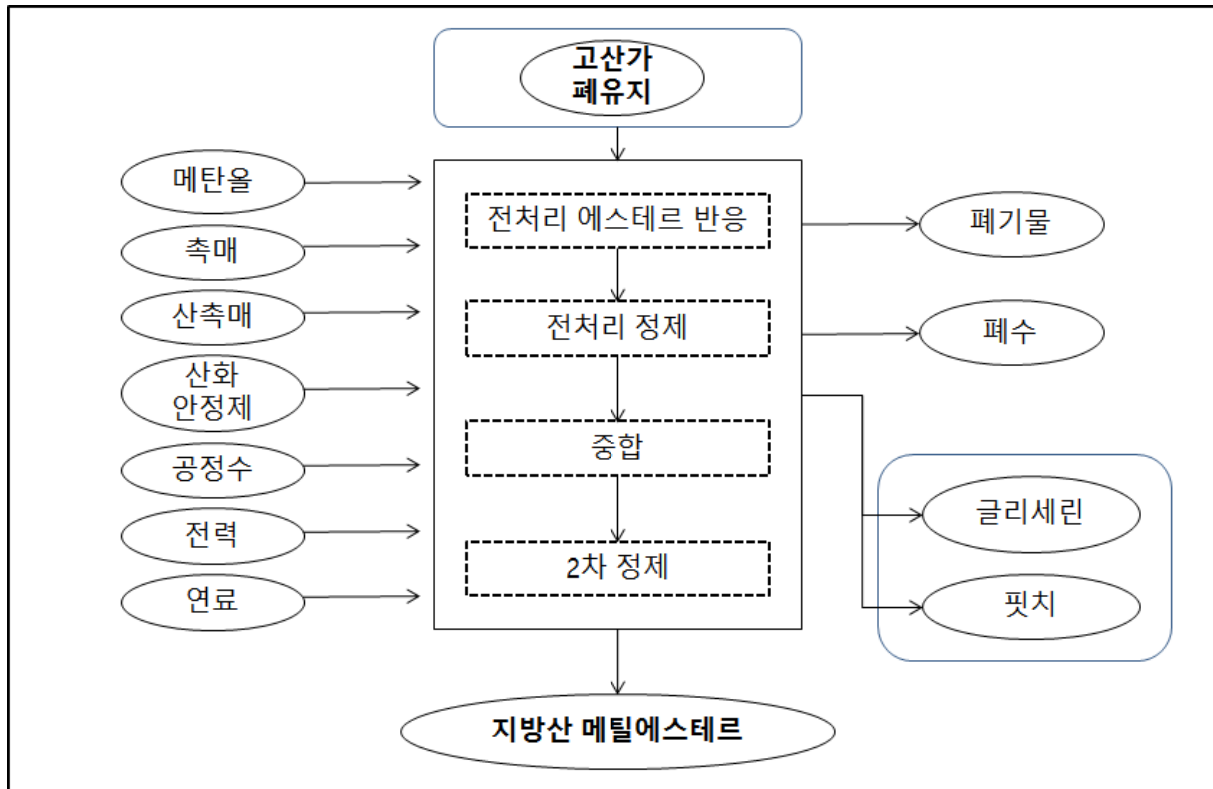 고산가
폐유지
메탄올
촉매
산촉매
산화
안정제
공정수
전력
연료
전처리 에스테르 반응
전처리 정제
중합
2차 정제
폐기물
폐수
글리세린
핏치
지방산 메틸에스테르